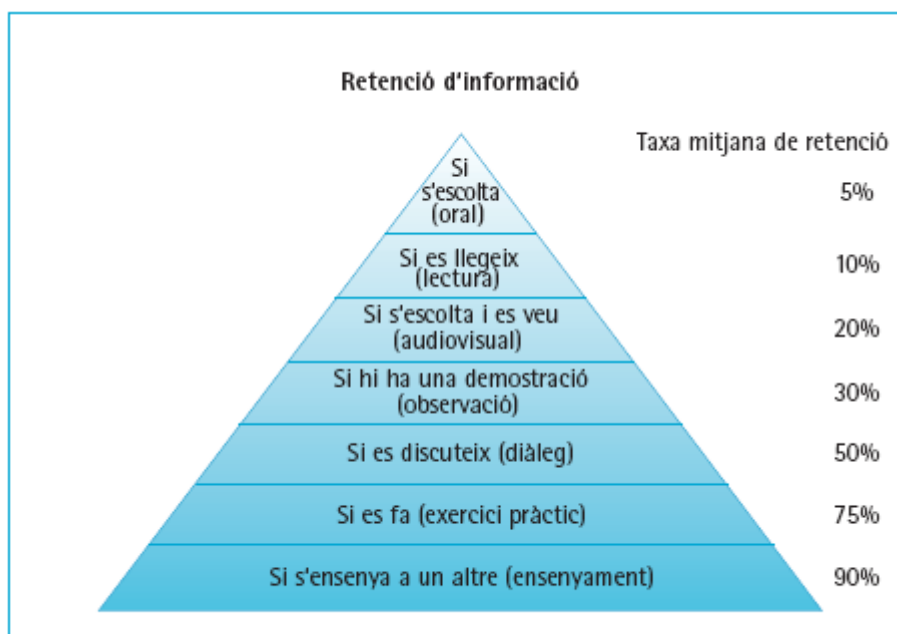 Retenció d'informació
Taxa mitjana de retenció
Si
s'escolta
(oral)
5%
Si es llegeix
(lectura)
10%
Si s'escolta i es veu
(audiovisual)
20%
Si hi ha una demostració
(observació)
30%
Si es discuteix (diàleg)
50%
Si es fa (exercici pràctic)
75%
Si s'ensenya a un altre (ensenyament)
90%